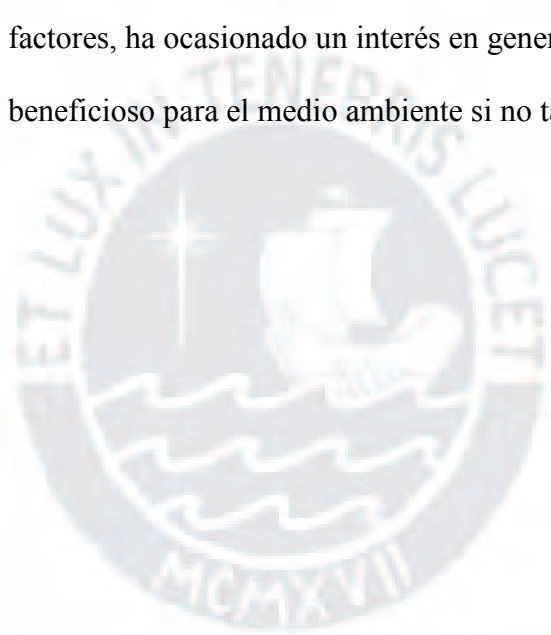 factores, ha ocasionado un interés en gener
beneficioso para el medio ambiente si no ta
ET LUX IN TENEBRIS LUCET
MCMXVII